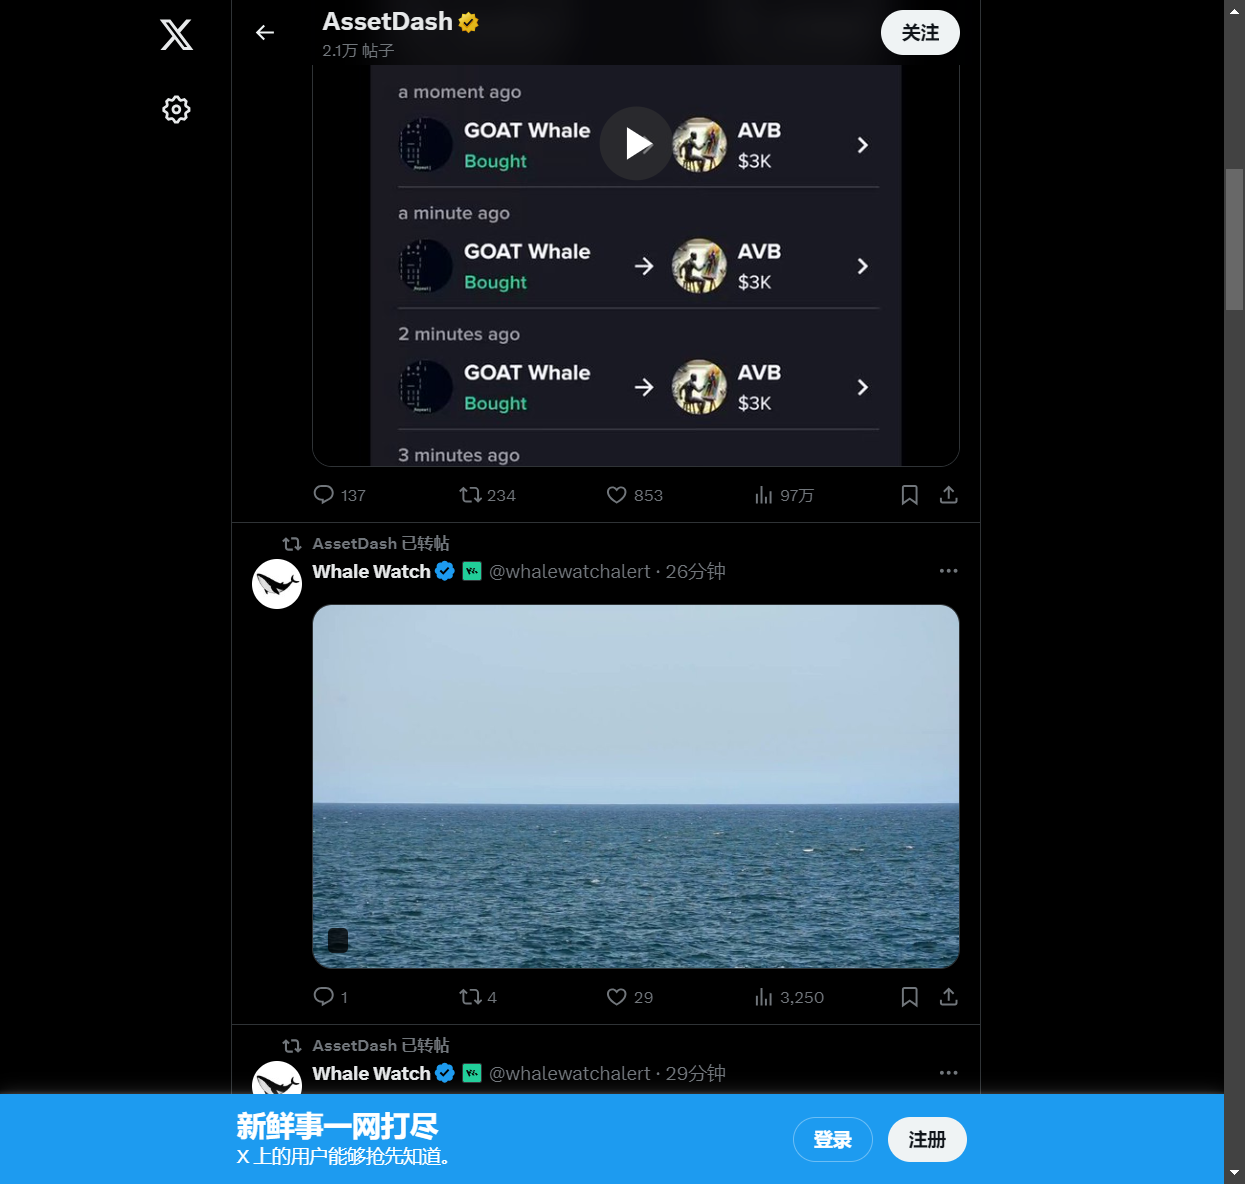 AssetDash
2.1万 帖子
关注
a moment ago
GOAT Whale
Bought
AVB
$3K
a minute ago
GOAT Whale
Bought
AVB
$3K
2 minutes ago
GOAT Whale
Bought
AVB
$3K
3 minutes ago
137 234 853 97万
AssetDash 已转帖
Whale Watch @whalewatchalert · 26分钟
1 4 29 3,250
AssetDash 已转帖
Whale Watch @whalewatchalert · 29分钟
新鲜事一网打尽
X 上的用户能够抢先知道。
登录
注册